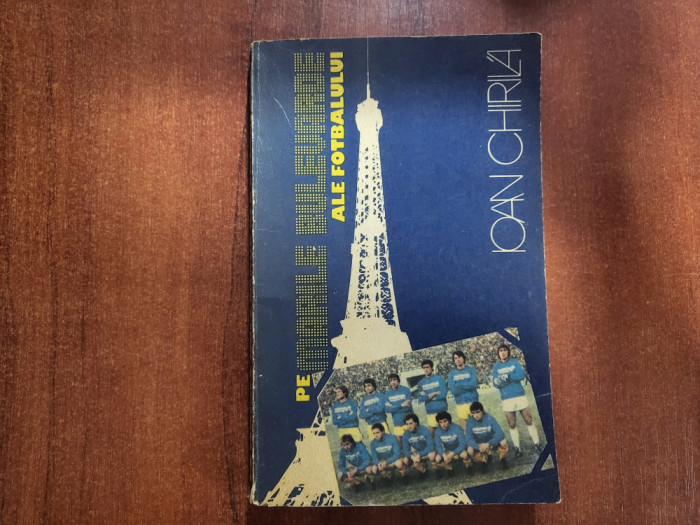 PE MARILE BULEVARDE
ALE FOTBALULUI
IOAN CHIRILĂ